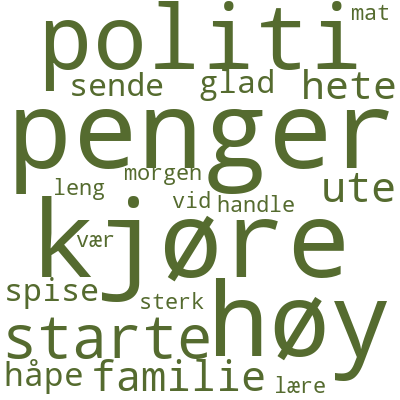 politi
mat
sende
glad
hete
penger
morgen
leng
vid
handle
ute
kjøre
vær
spise
sterk
høy
starte
håpe
familie
lære